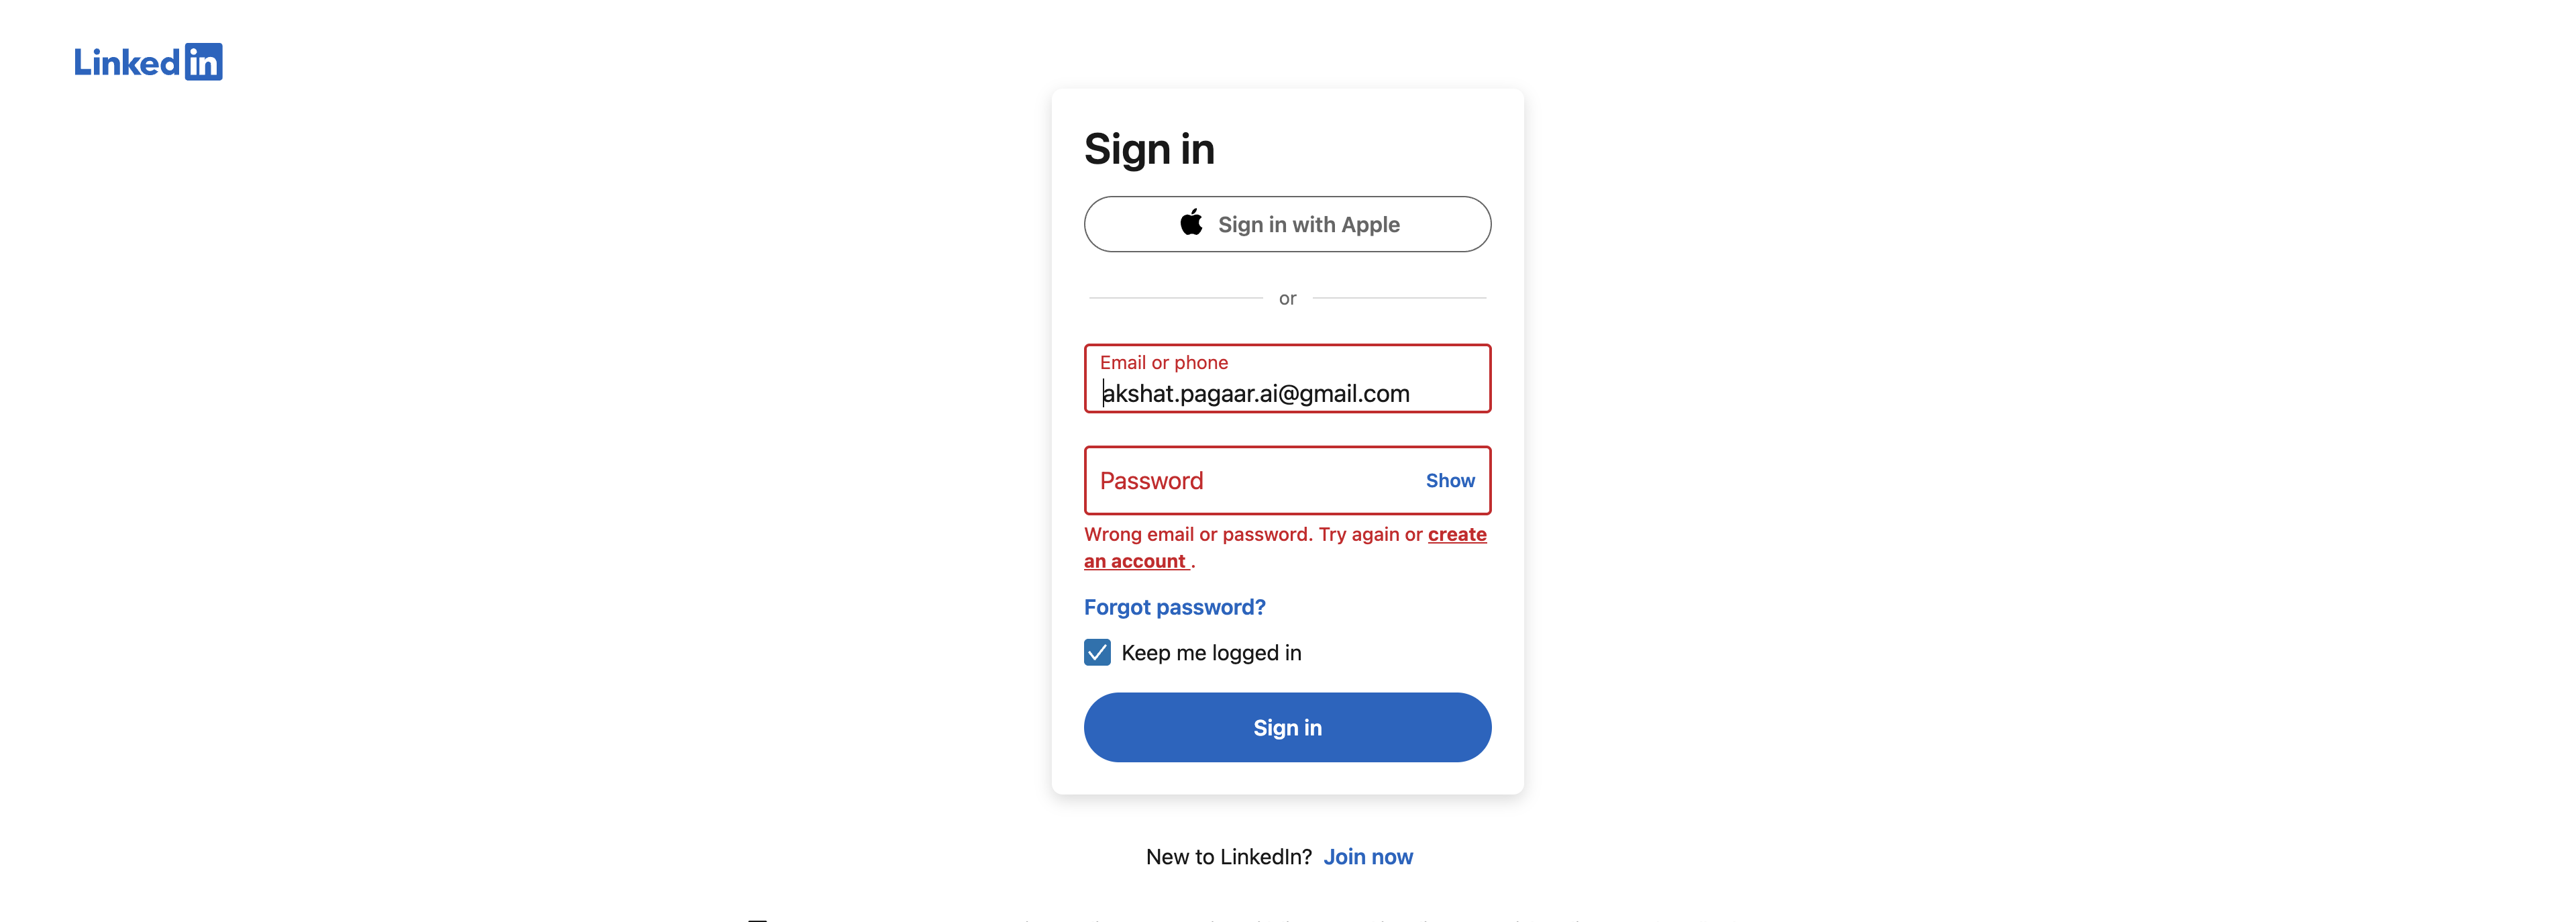 Linked in
Sign in
Sign in with Apple
or
Email or phone
akshat.pagaar.ai@gmail.com
Password
Show
Wrong email or password. Try again or create
an account .
Forgot password?
Keep me logged in
Sign in
New to LinkedIn? Join now